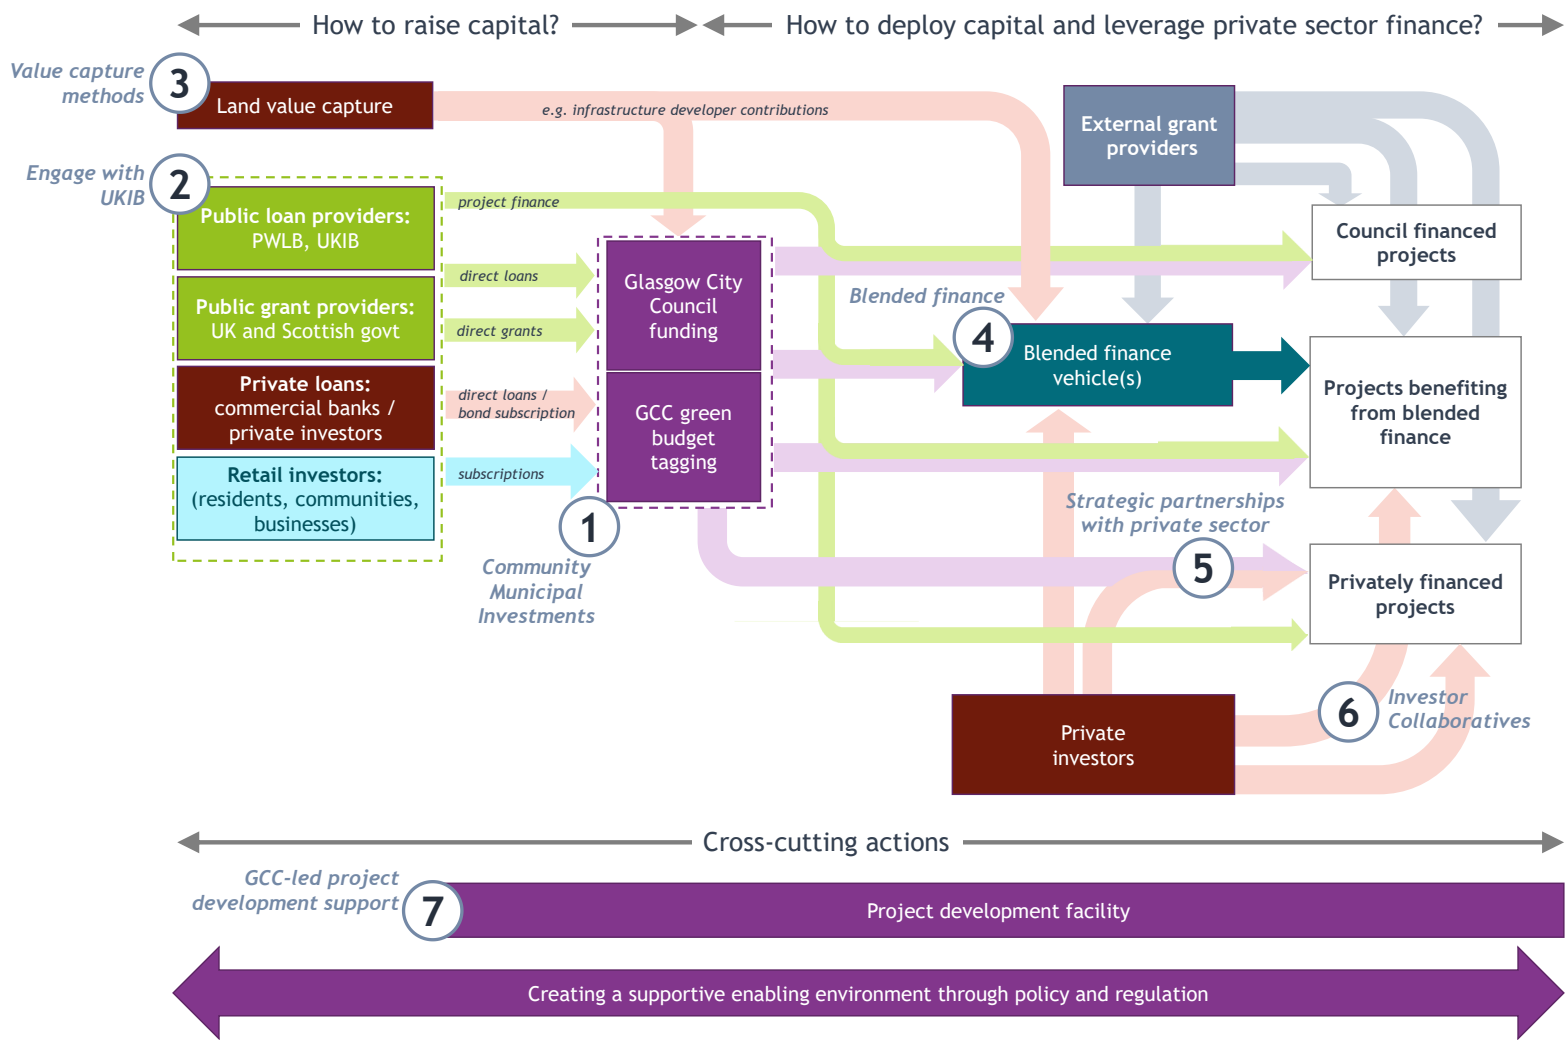 How to raise capital?
How to deploy capital and leverage private sector finance?
Value capture
methods
3
Land value capture
e.g. infrastructure developer contributions
External grant
providers
Engage with
UKIB
2
Public loan providers:
PWLB, UKIB
project finance
Public grant providers:
UK and Scottish govt
direct loans
direct grants
Private loans:
commercial banks /
private investors
direct loans /
bond subscription
Retail investors:
(residents, communities,
businesses)
subscriptions
Glasgow City
Council
funding
GCC green
budget
tagging
1
Community
Municipal
Investments
Council financed
projects
Blended finance
4
Blended finance
vehicle(s)
Projects benefiting
from blended
finance
Strategic partnerships
with private sector
5
Privately financed
projects
Private
investors
6
Investor
Collaboratives
Cross-cutting actions
GCC-led project
development support
7
Project development facility
Creating a supportive enabling environment through policy and regulation